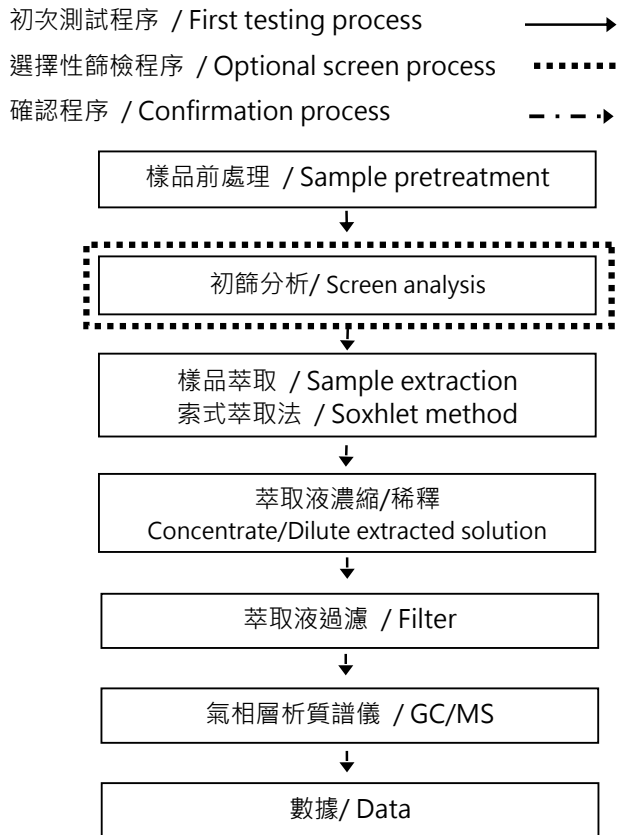 初次測試程序 / First testing process
選擇性篩檢程序 / Optional screen process
確認程序 / Confirmation process
樣品前處理 / Sample pretreatment
初篩分析/ Screen analysis
樣品萃取 / Sample extraction
索式萃取法 / Soxhlet method
萃取液濃縮/稀釋
Concentrate/Dilute extracted solution
萃取液過濾 / Filter
氣相層析質譜儀 / GC/MS
數據/ Data